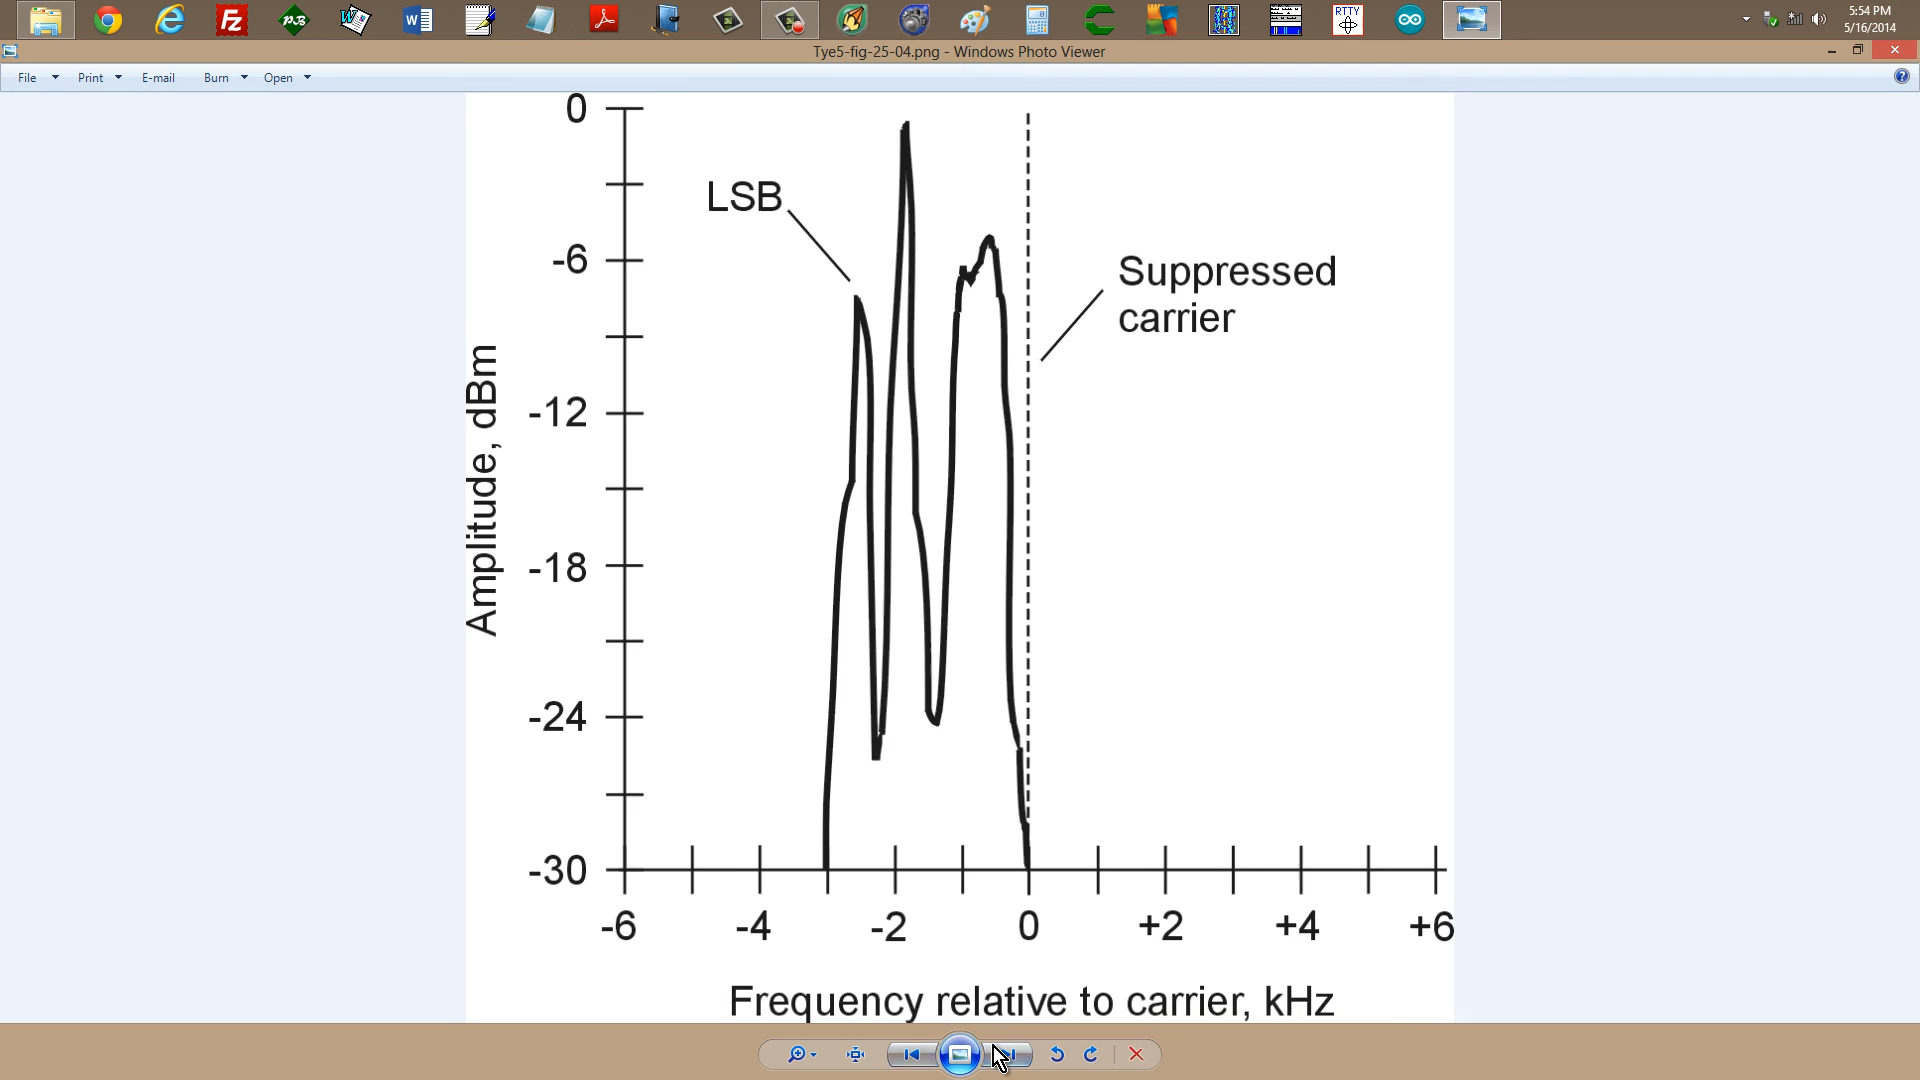 RTTY
5:54 PM
5/16/2014
Tye5-fig-25-04.png - Windows Photo Viewer
File Print E-mail Burn Open
0
LSB
-6
Suppressed
carrier
Amplitude, dBm
-12
-18
-24
-30
-6 -4 -2 0 +2 +4 +6
Frequency relative to carrier, kHz